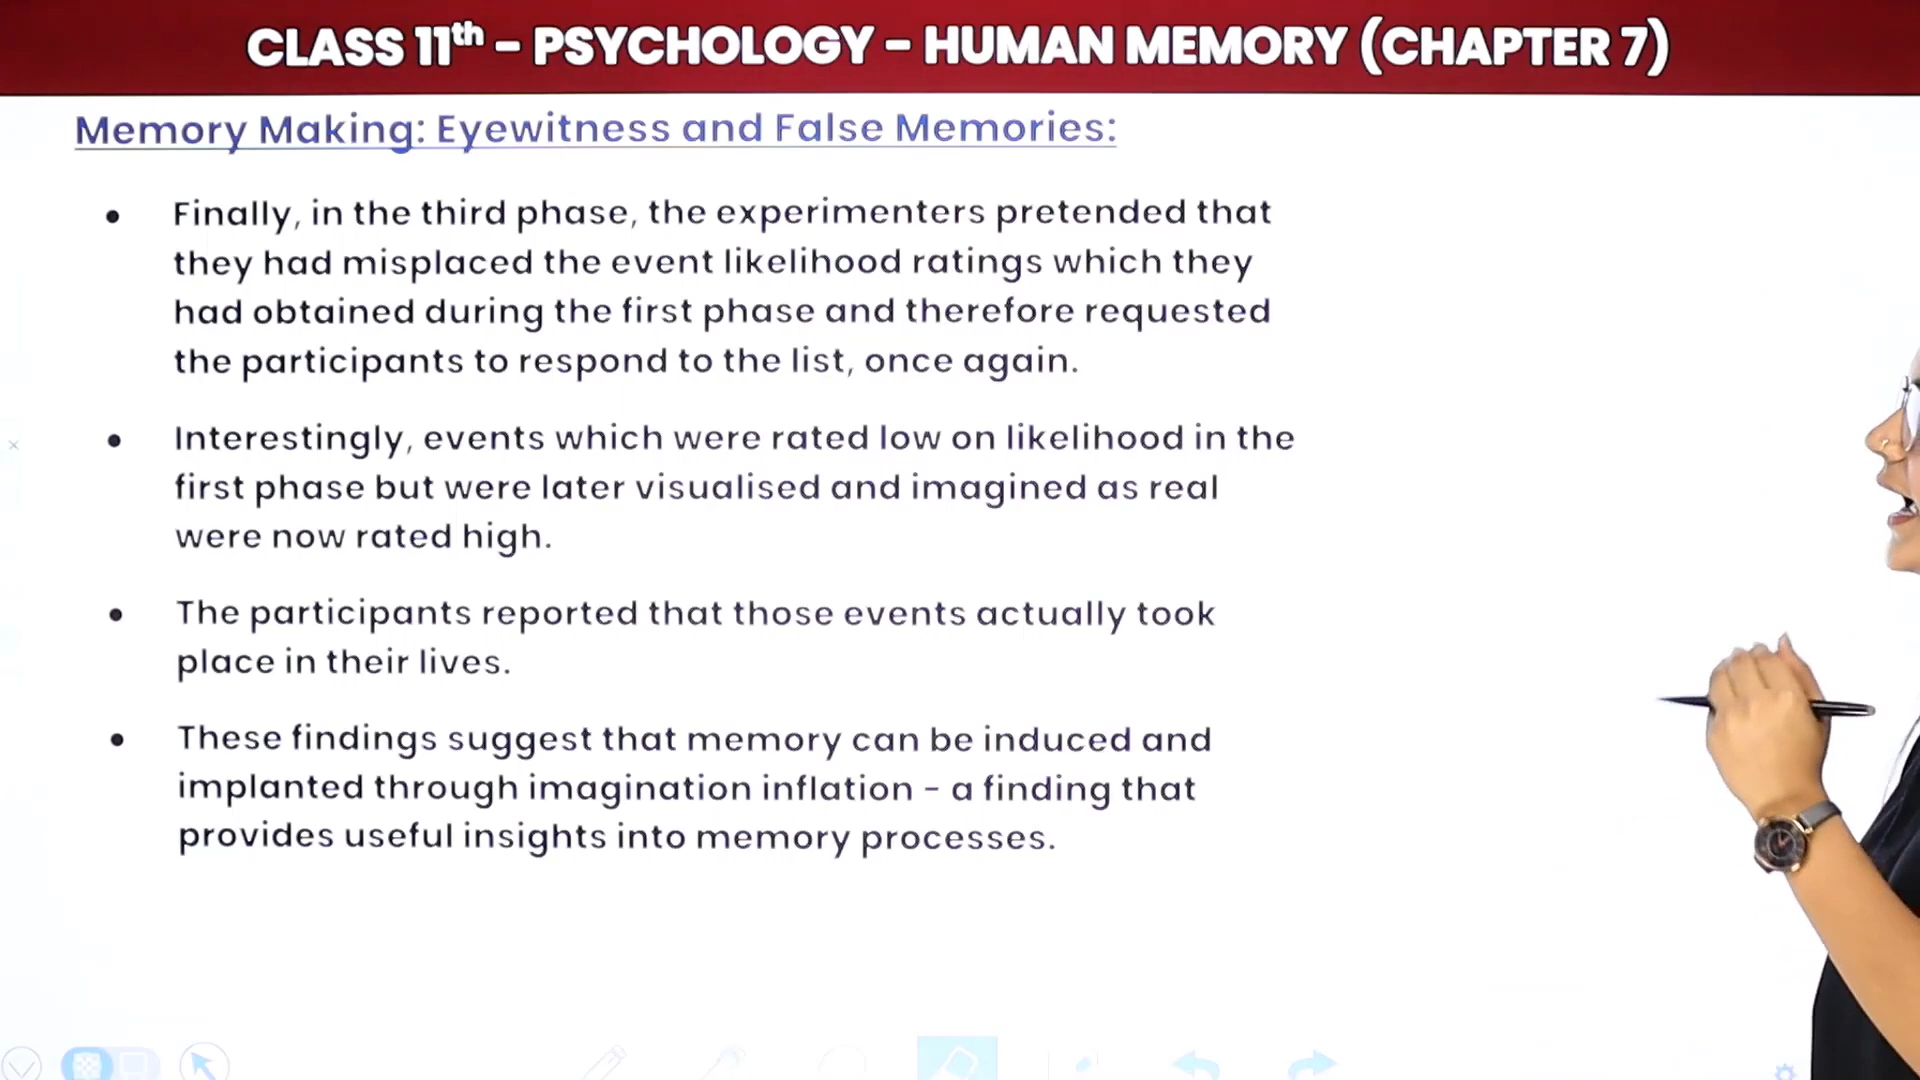 CLASS 11th – PSYCHOLOGY – HUMAN MEMORY (CHAPTER 7)
Memory Making: Eyewitness and False Memories:
• Finally, in the third phase, the experimenters pretended that
they had misplaced the event likelihood ratings which they
had obtained during the first phase and therefore requested
the participants to respond to the list, once again.
• Interestingly, events which were rated low on likelihood in the
first phase but were later visualised and imagined as real
were now rated high.
• The participants reported that those events actually took
place in their lives.
• These findings suggest that memory can be induced and
implanted through imagination inflation - a finding that
provides useful insights into memory processes.